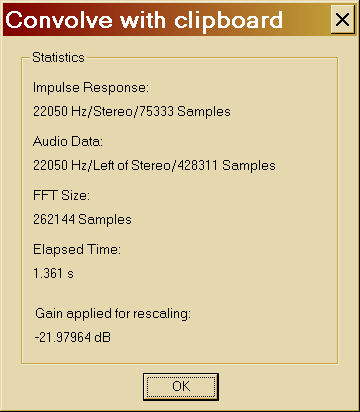 Convolve with clipboard
Statistics
Impulse Response:
22050 Hz/Stereo/75333 Samples
Audio Data:
22050 Hz/Left of Stereo/428311 Samples
FFT Size:
262144 Samples
Elapsed Time:
1.361 s
Gain applied for rescaling:
-21.97964 dB
OK